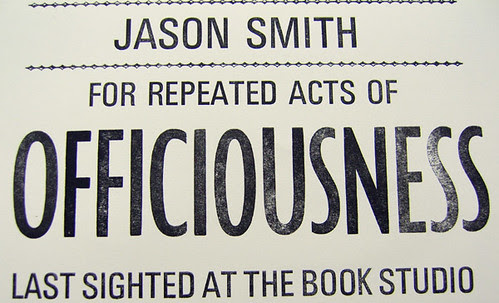 JASON SMITH
FOR REPEATED ACTS OF
OFFICIOUSNESS
LAST SIGHTED AT THE BOOK STUDIO